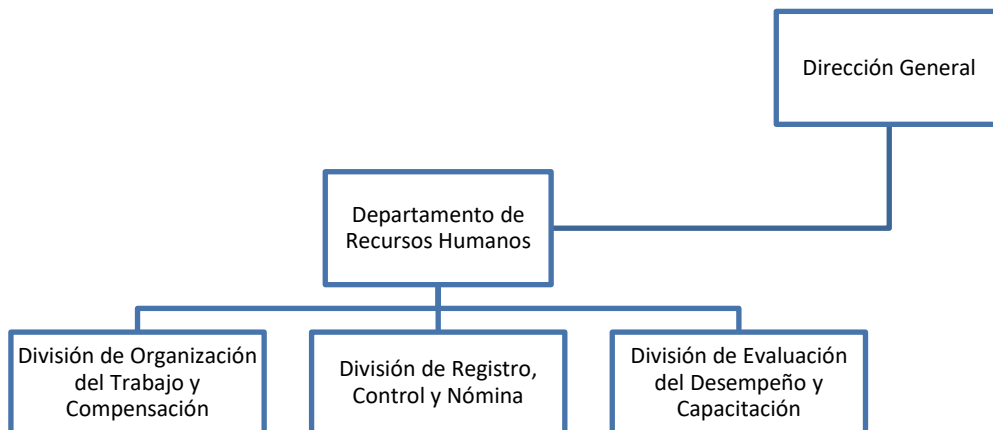 Dirección General
Departamento de
Recursos Humanos
División de Organización
del Trabajo y
Compensación
División de Registro,
Control y Nómina
División de Evaluación
del Desempeño y
Capacitación